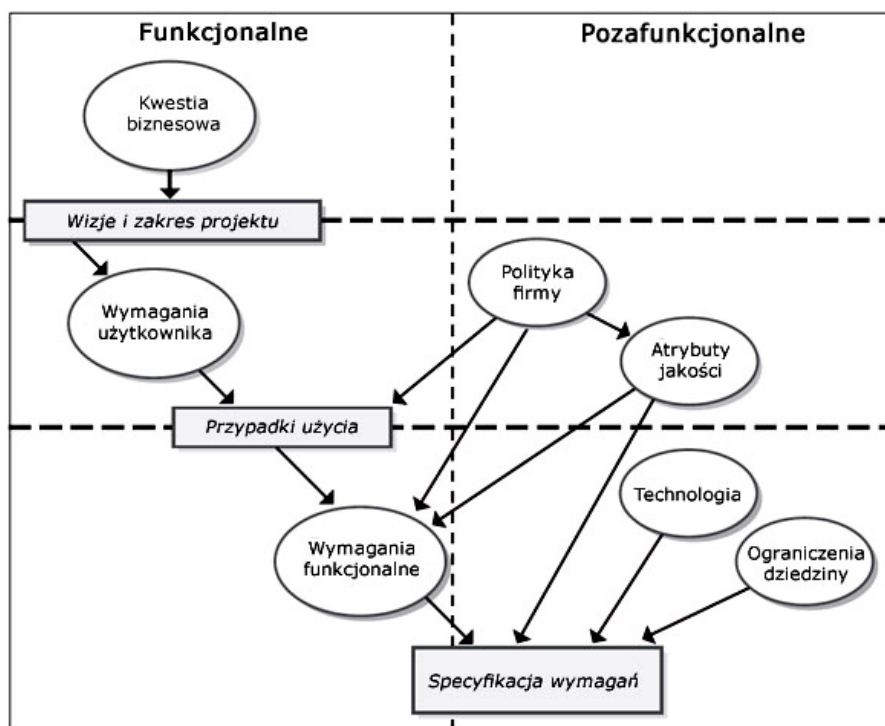 Funkcjonalne
Pozafunkcjonalne
Kwestia
biznesowa
Wizje i zakres projektu
Polityka
firmy
Wymagania
użytkownika
Atrybuty
jakości
Przypadki użycia
Technologia
Wymagania
funkcjonalne
Ograniczenia
dziedziny
Specyfikacja wymagań